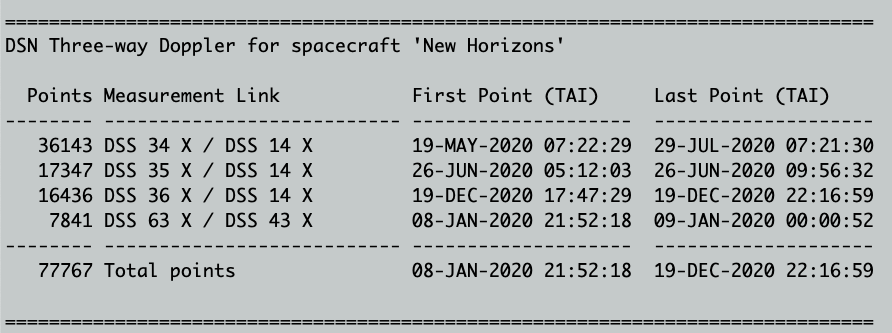 ================================================================================
DSN Three-way Doppler for spacecraft 'New Horizons'
Points Measurement Link First Point (TAI) Last Point (TAI)
-------- --------------------------- -------------------- --------------------
36143 DSS 34 X / DSS 14 X 19-MAY-2020 07:22:29 29-JUL-2020 07:21:30
17347 DSS 35 X / DSS 14 X 26-JUN-2020 05:12:03 26-JUN-2020 09:56:32
16436 DSS 36 X / DSS 14 X 19-DEC-2020 17:47:29 19-DEC-2020 22:16:59
7841 DSS 63 X / DSS 43 X 08-JAN-2020 21:52:18 09-JAN-2020 00:00:52
-------- --------------------------- -------------------- --------------------
77767 Total points 08-JAN-2020 21:52:18 19-DEC-2020 22:16:59
================================================================================